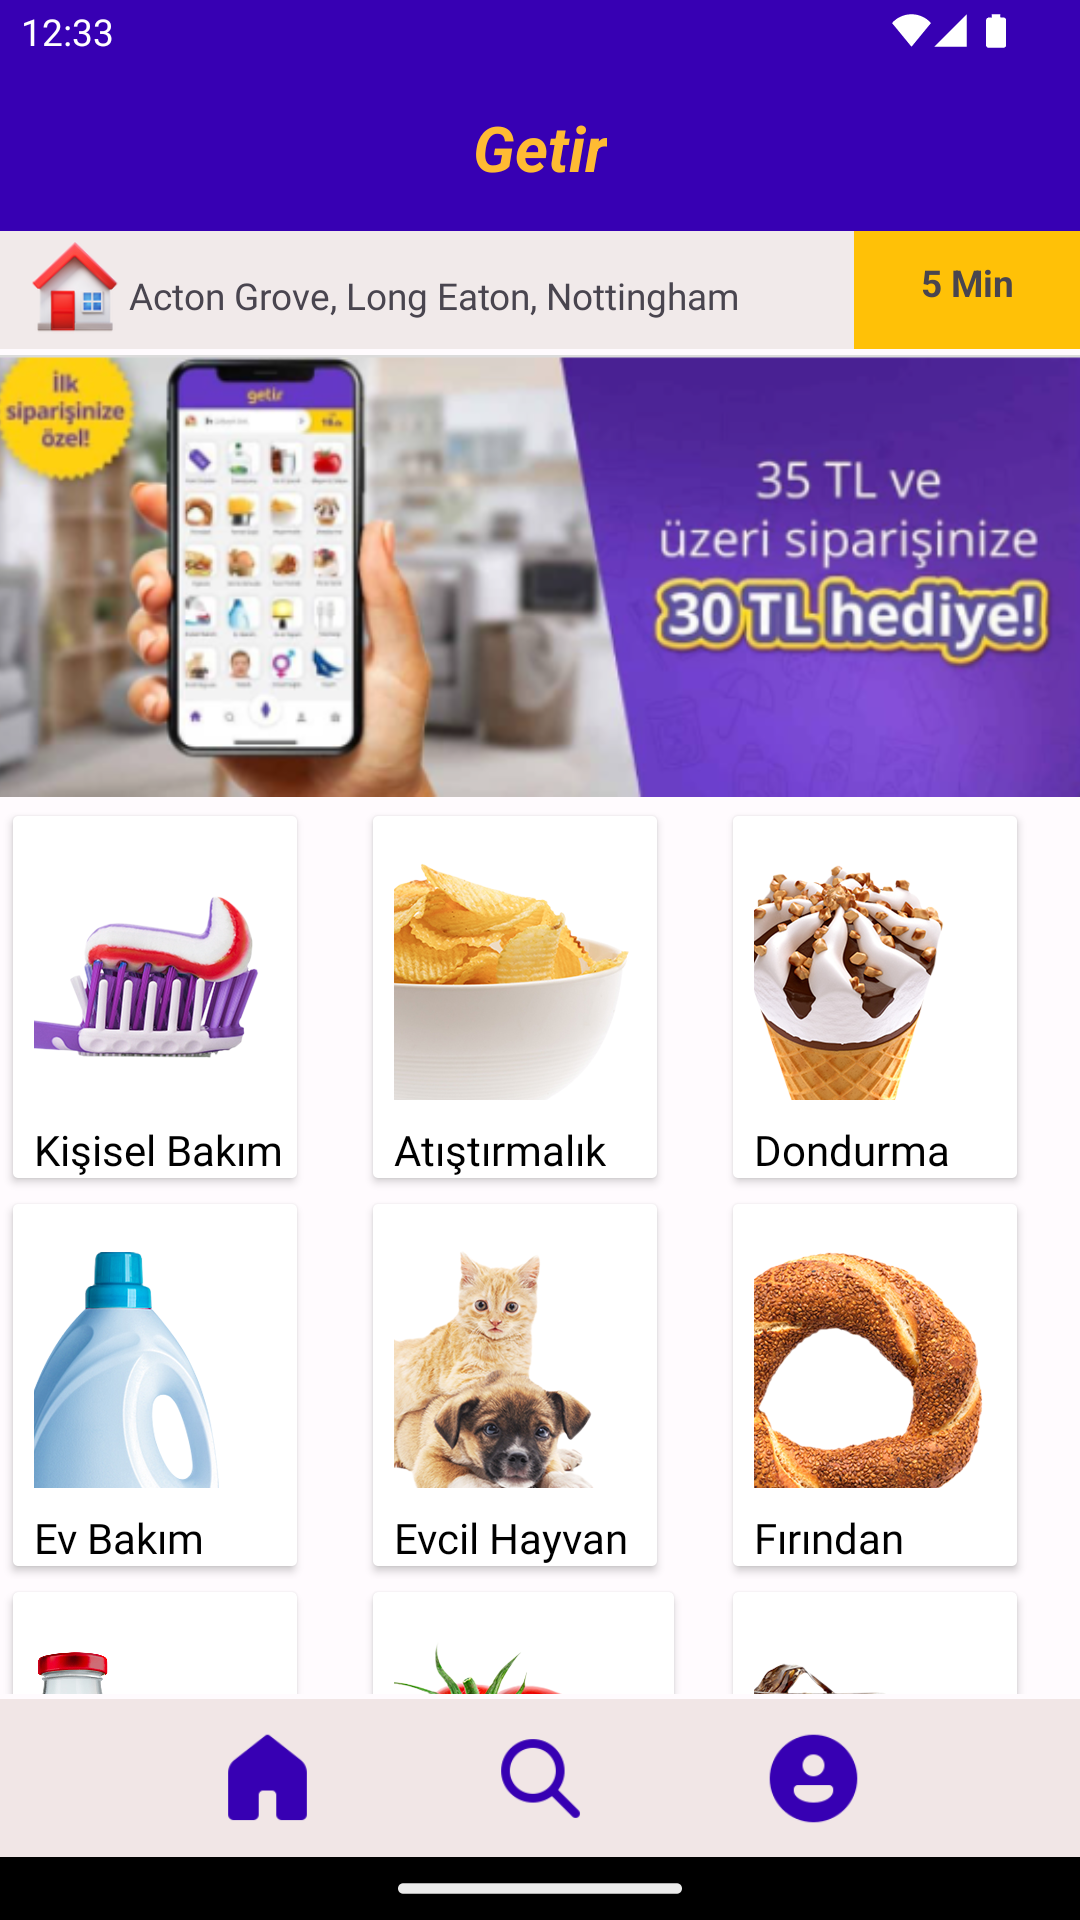 12:33
Getir
Acton Grove, Long Eaton, Nottingham
5 Min
İlk
siparişinize
özel!
getir
35 TL ve
üzeri siparişinize
30 TL hediye!
Kişisel Bakım
Atıştırmalık
Dondurma
Ev Bakım
Evcil Hayvan
Fırından